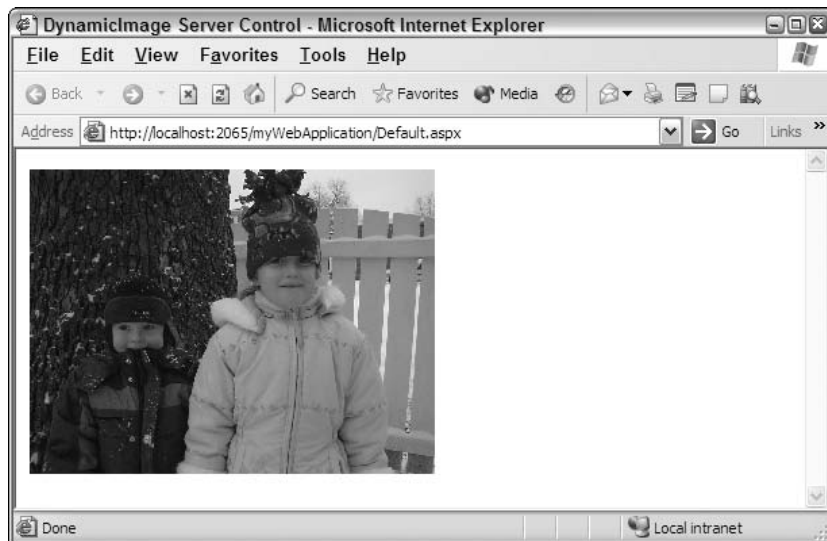 DynamicImage Server Control - Microsoft Internet Explorer
File Edit View Favorites Tools Help
Back Search Favorites Media
Address http://localhost:2065/myWebApplication/Default.aspx Go Links »
Done Local intranet